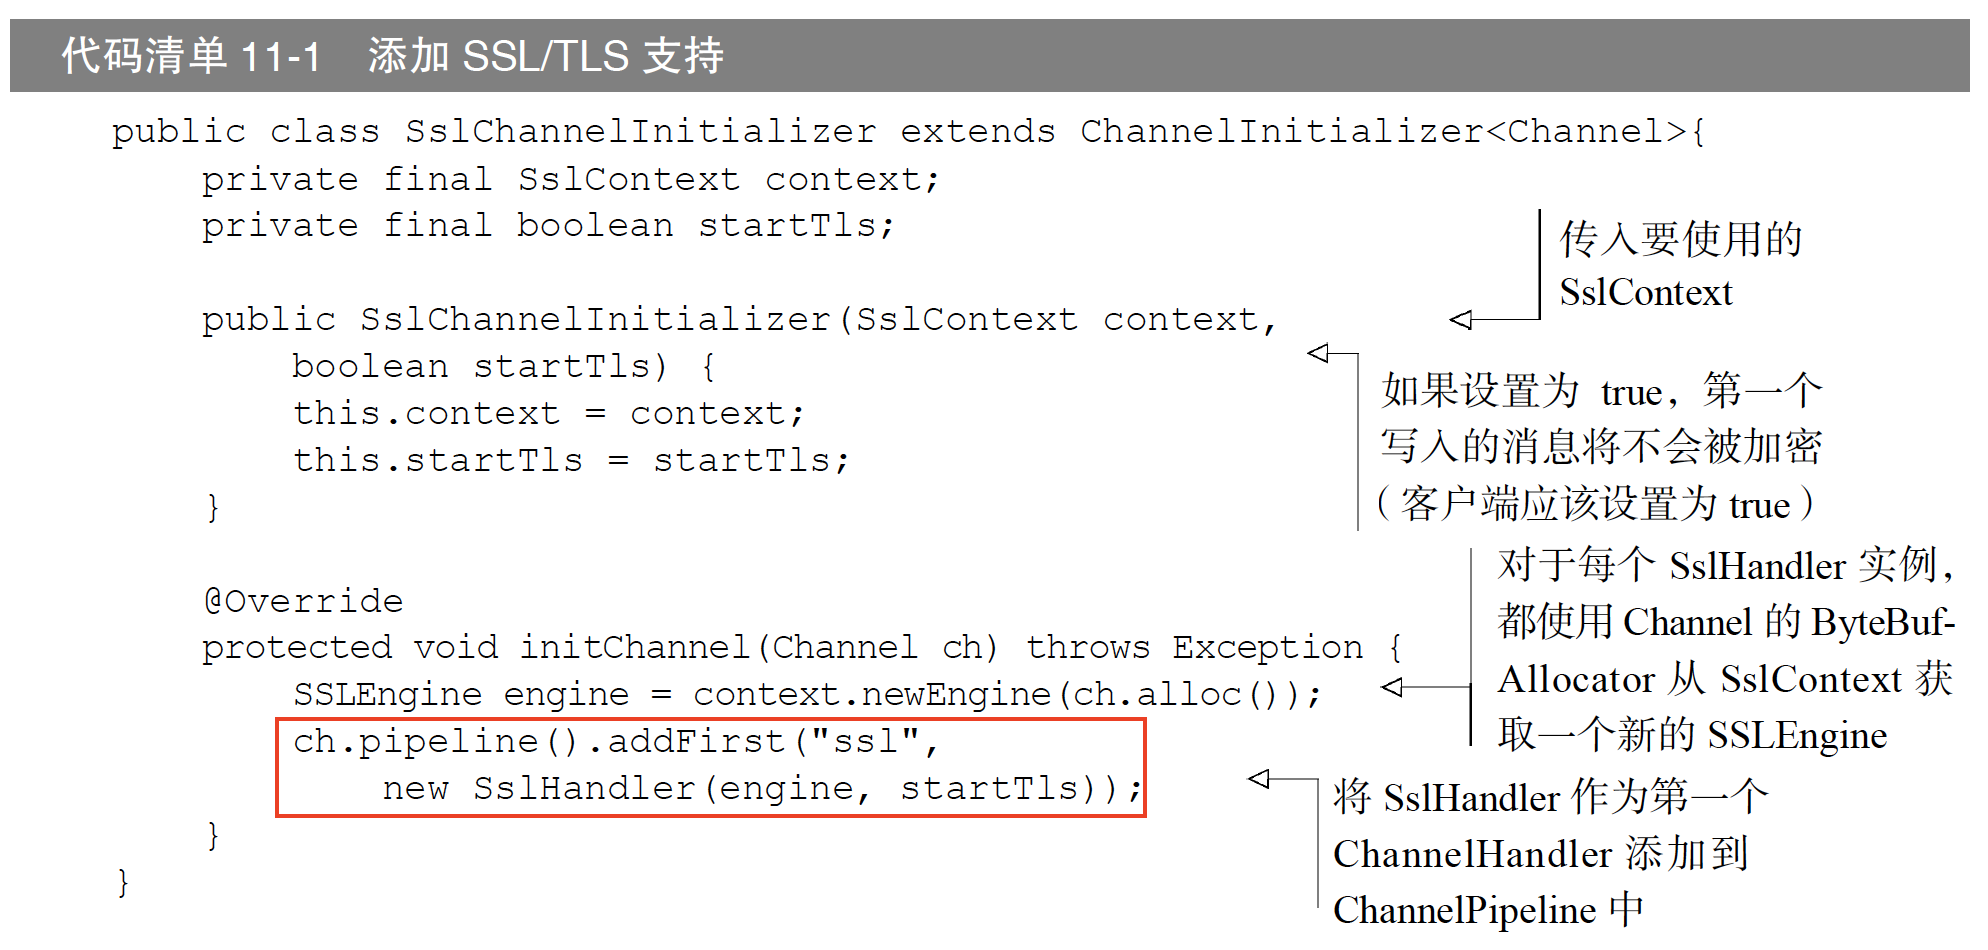 代码清单 11-1 添加 SSL/TLS 支持
public class SslChannelInitializer extends ChannelInitializer<Channel>{
private final SslContext context;
private final boolean startTls;
传入要使用的
SslContext
public SslChannelInitializer(SslContext context,
boolean startTls) {
this.context = context;
this.startTls = startTls;
}
如果设置为 true，第一个
写入的消息将不会被加密
（客户端应该设置为 true）
@Override
protected void initChannel(Channel ch) throws Exception {
SSLEngine engine = context.newEngine(ch.alloc());
ch.pipeline().addFirst("ssl",
new SslHandler(engine, startTls));
}
}
对于每个 SslHandler 实例，
都使用 Channel 的 ByteBuf-
Allocator 从 SslContext 获
取一个新的 SSLEngine
将 SslHandler 作为第一个
ChannelHandler 添加到
ChannelPipeline 中